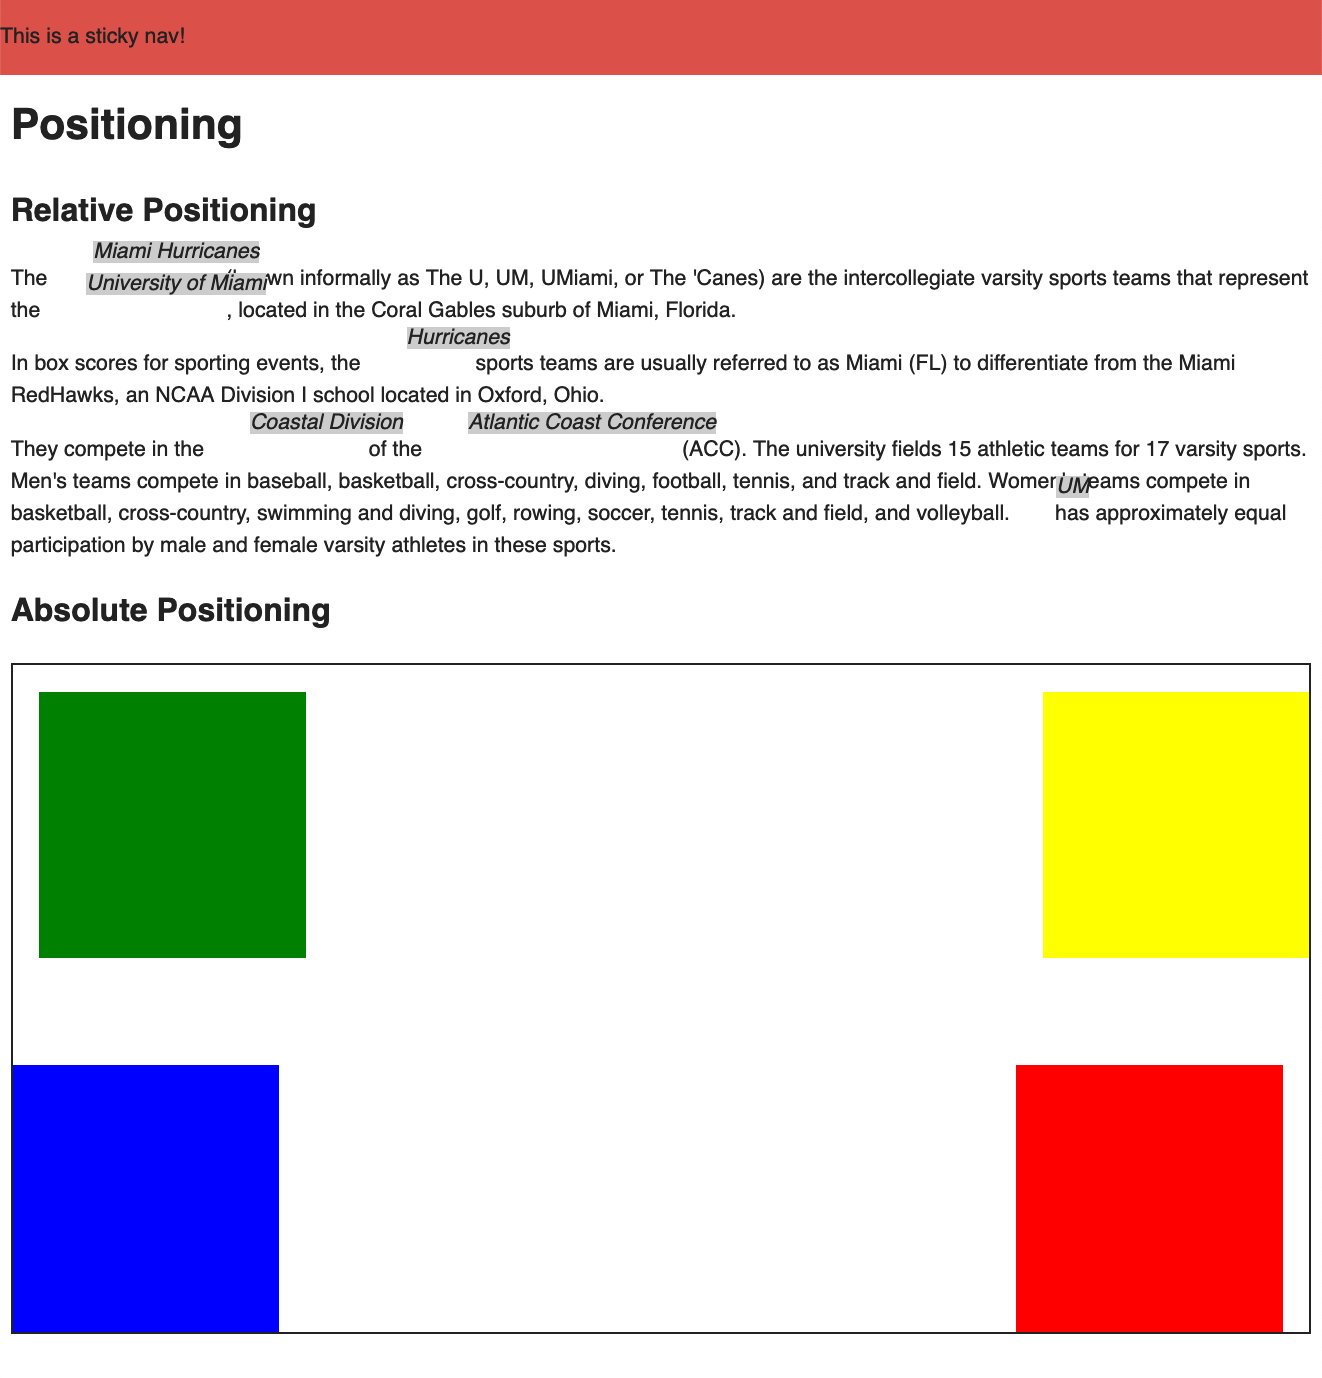 This is a sticky nav!
Positioning
Relative Positioning
Miami Hurricanes
The wn informally as The U, UM, UMiami, or The 'Canes) are the intercollegiate varsity sports teams that represent
University of Miami
the , located in the Coral Gables suburb of Miami, Florida.
Hurricanes
In box scores for sporting events, the sports teams are usually referred to as Miami (FL) to differentiate from the Miami
RedHawks, an NCAA Division I school located in Oxford, Ohio.
Coastal Division Atlantic Coast Conference
They compete in the of the (ACC). The university fields 15 athletic teams for 17 varsity sports.
Men's teams compete in baseball, basketball, cross-country, diving, football, tennis, and track and field. eams compete in
UM
basketball, cross-country, swimming and diving, golf, rowing, soccer, tennis, track and field, and volleyball. has approximately equal
participation by male and female varsity athletes in these sports.
Absolute Positioning